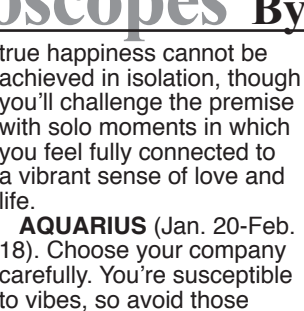 oscopes By
true happiness cannot be
achieved in isolation, though
you'll challenge the premise
with solo moments in which
you feel fully connected to
a vibrant sense of love and
life.
AQUARIUS (Jan. 20-Feb.
18). Choose your company
carefully. You're susceptible
to vibes, so avoid those